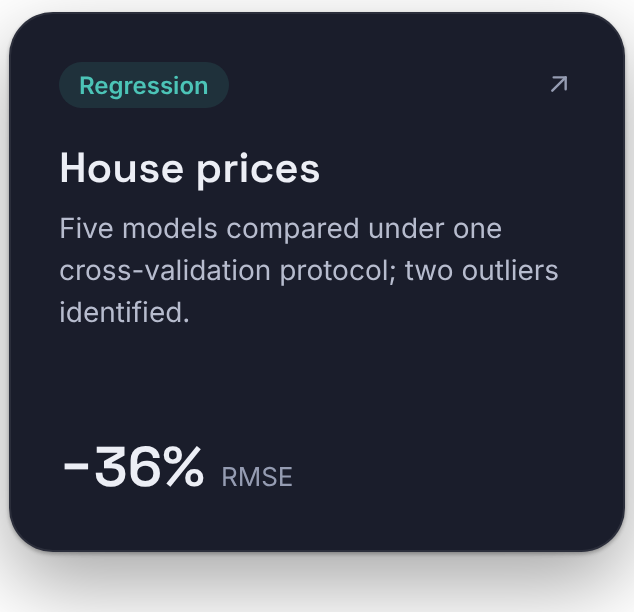 Regression
House prices
Five models compared under one
cross-validation protocol; two outliers
identified.
−36% RMSE